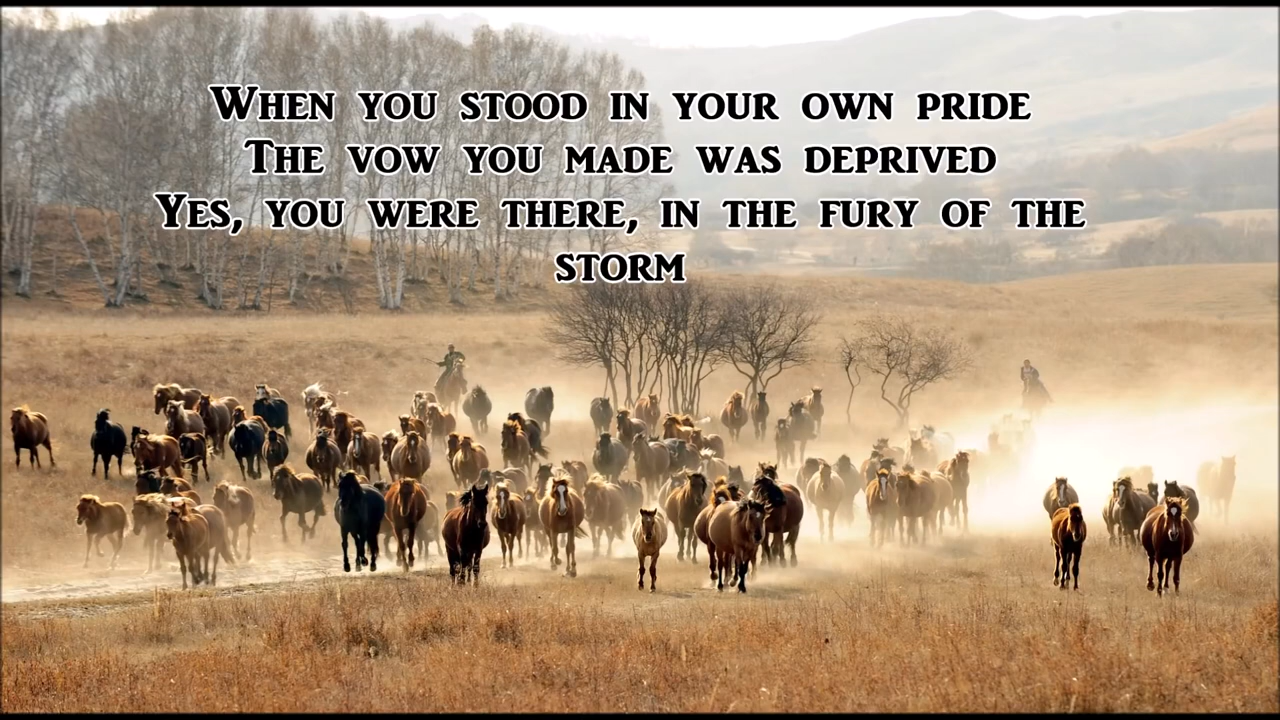 When you stood in your own pride
The vow you made was deprived
Yes, you were there, in the fury of the
storm